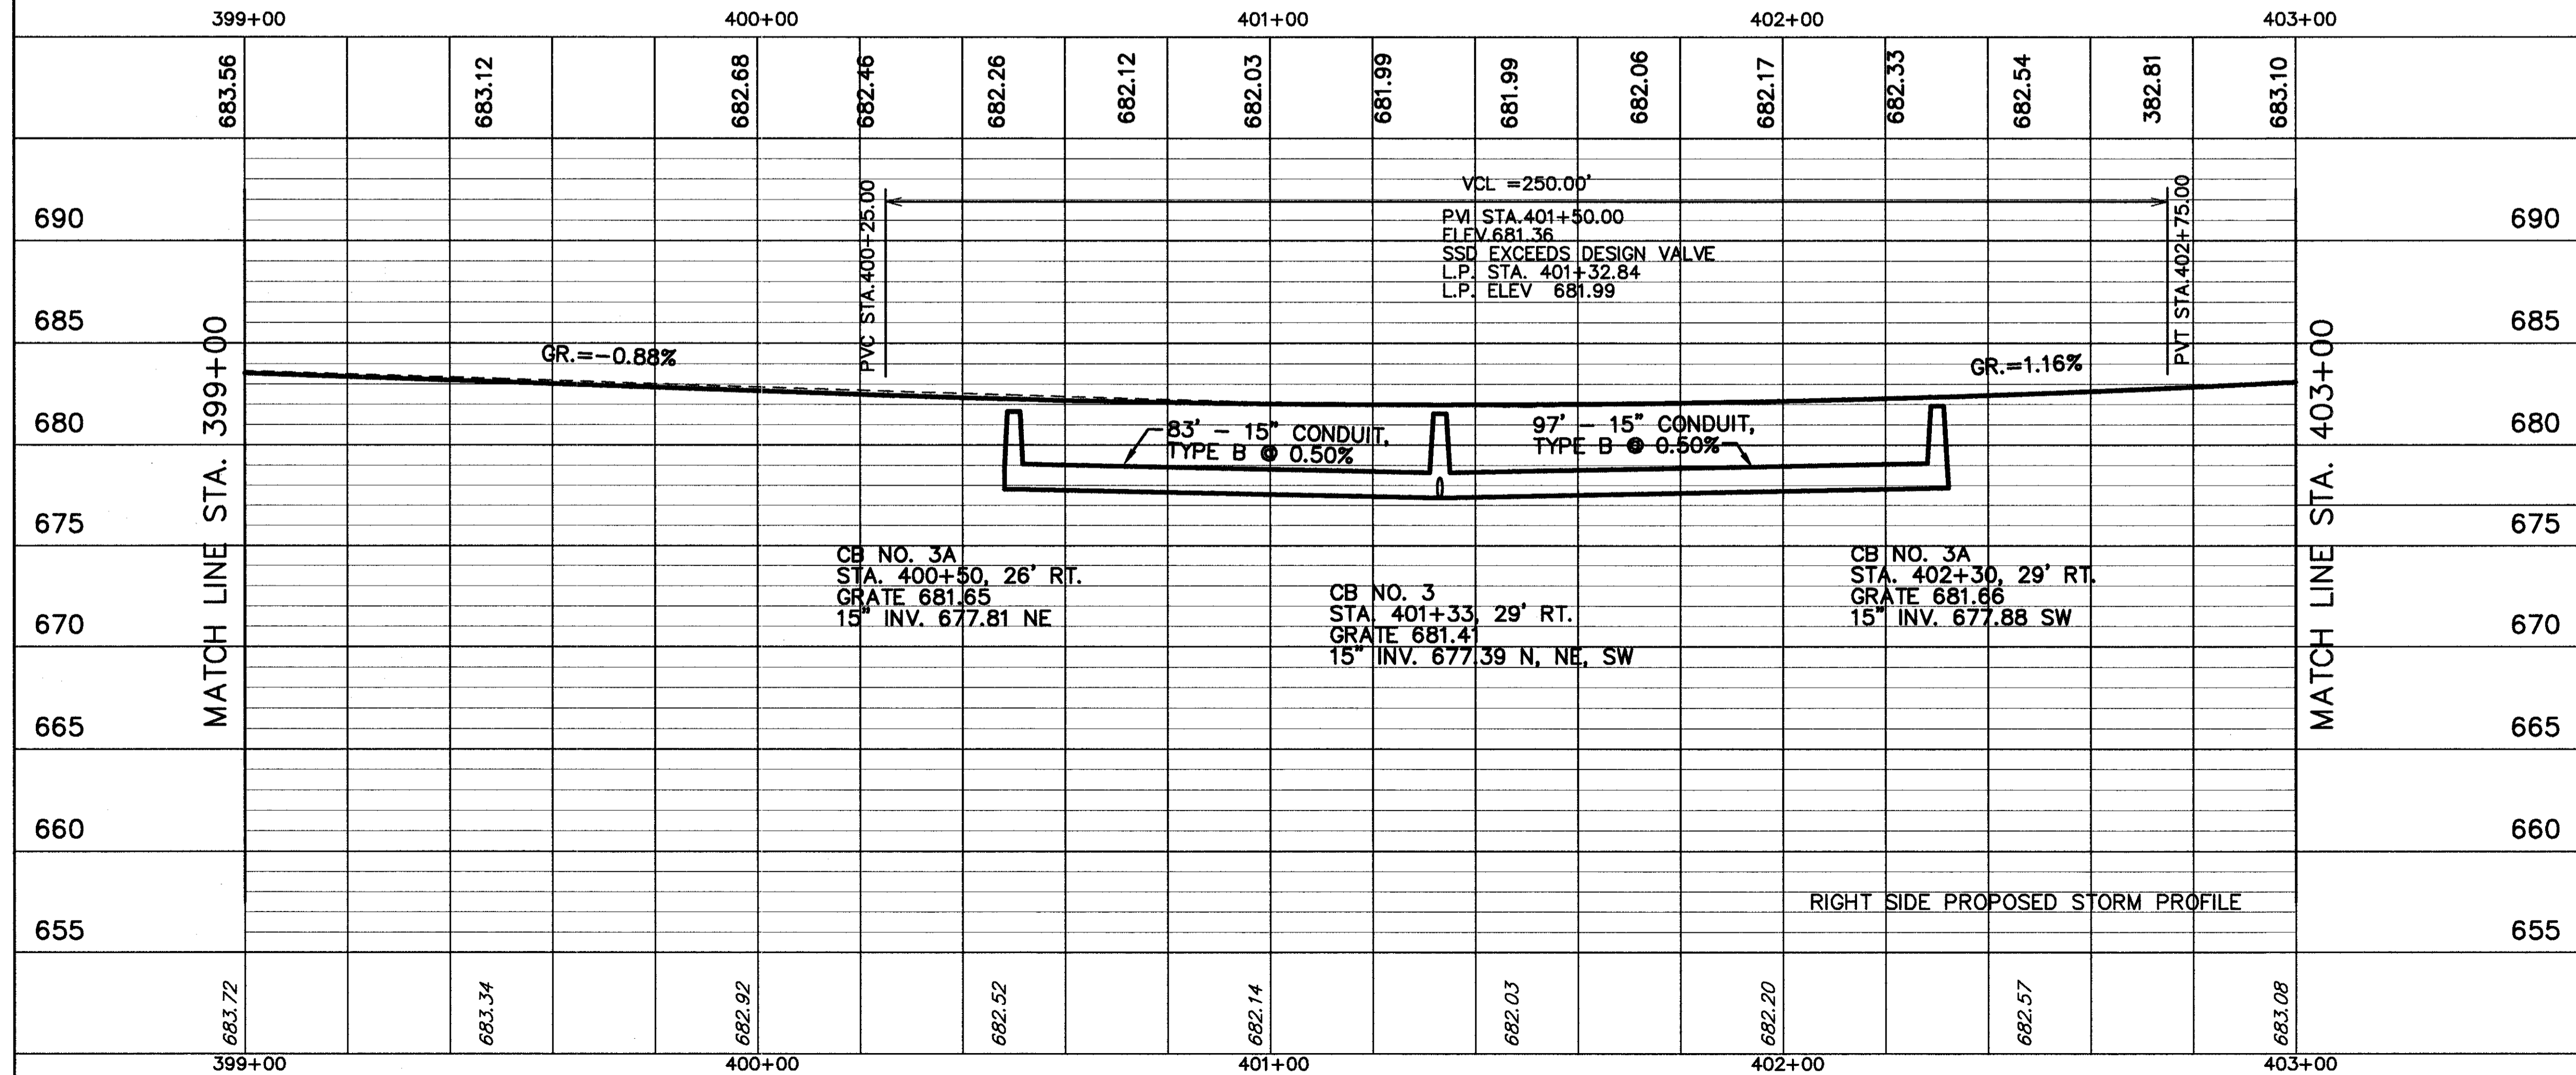 399+00 400+00 401+00 402+00 403+00
683.56 683.12 682.68 682.46 682.26 682.12 682.03 681.99 681.99 682.06 682.17 682.33 682.54 382.81 683.10
PVC STA.400+25.00
VCL =250.00'
PVI STA.401+50.00
ELEV.681.36
SSD EXCEEDS DESIGN VALVE
L.P. STA. 401+32.84
L.P. ELEV 681.99
PVT STA.402+75.00
690 690
685 685
680 680
675 675
670 670
665 665
660 660
655 655
MATCH LINE STA. 399+00
GR.=-0.88%
GR.=1.16%
MATCH LINE STA. 403+00
83' - 15" CONDUIT,
TYPE B @ 0.50%
97' - 15" CONDUIT,
TYPE B @ 0.50%
CB NO. 3A
STA. 400+50, 26' RT.
GRATE 681.65
15" INV. 677.81 NE
CB NO. 3
STA. 401+33, 29' RT.
GRATE 681.41
15" INV. 677.39 N, NE, SW
CB NO. 3A
STA. 402+30, 29' RT.
GRATE 681.66
15" INV. 677.88 SW
RIGHT SIDE PROPOSED STORM PROFILE
683.72 683.34 682.92 682.52 682.14 682.03 682.20 682.57 683.08
399+00 400+00 401+00 402+00 403+00